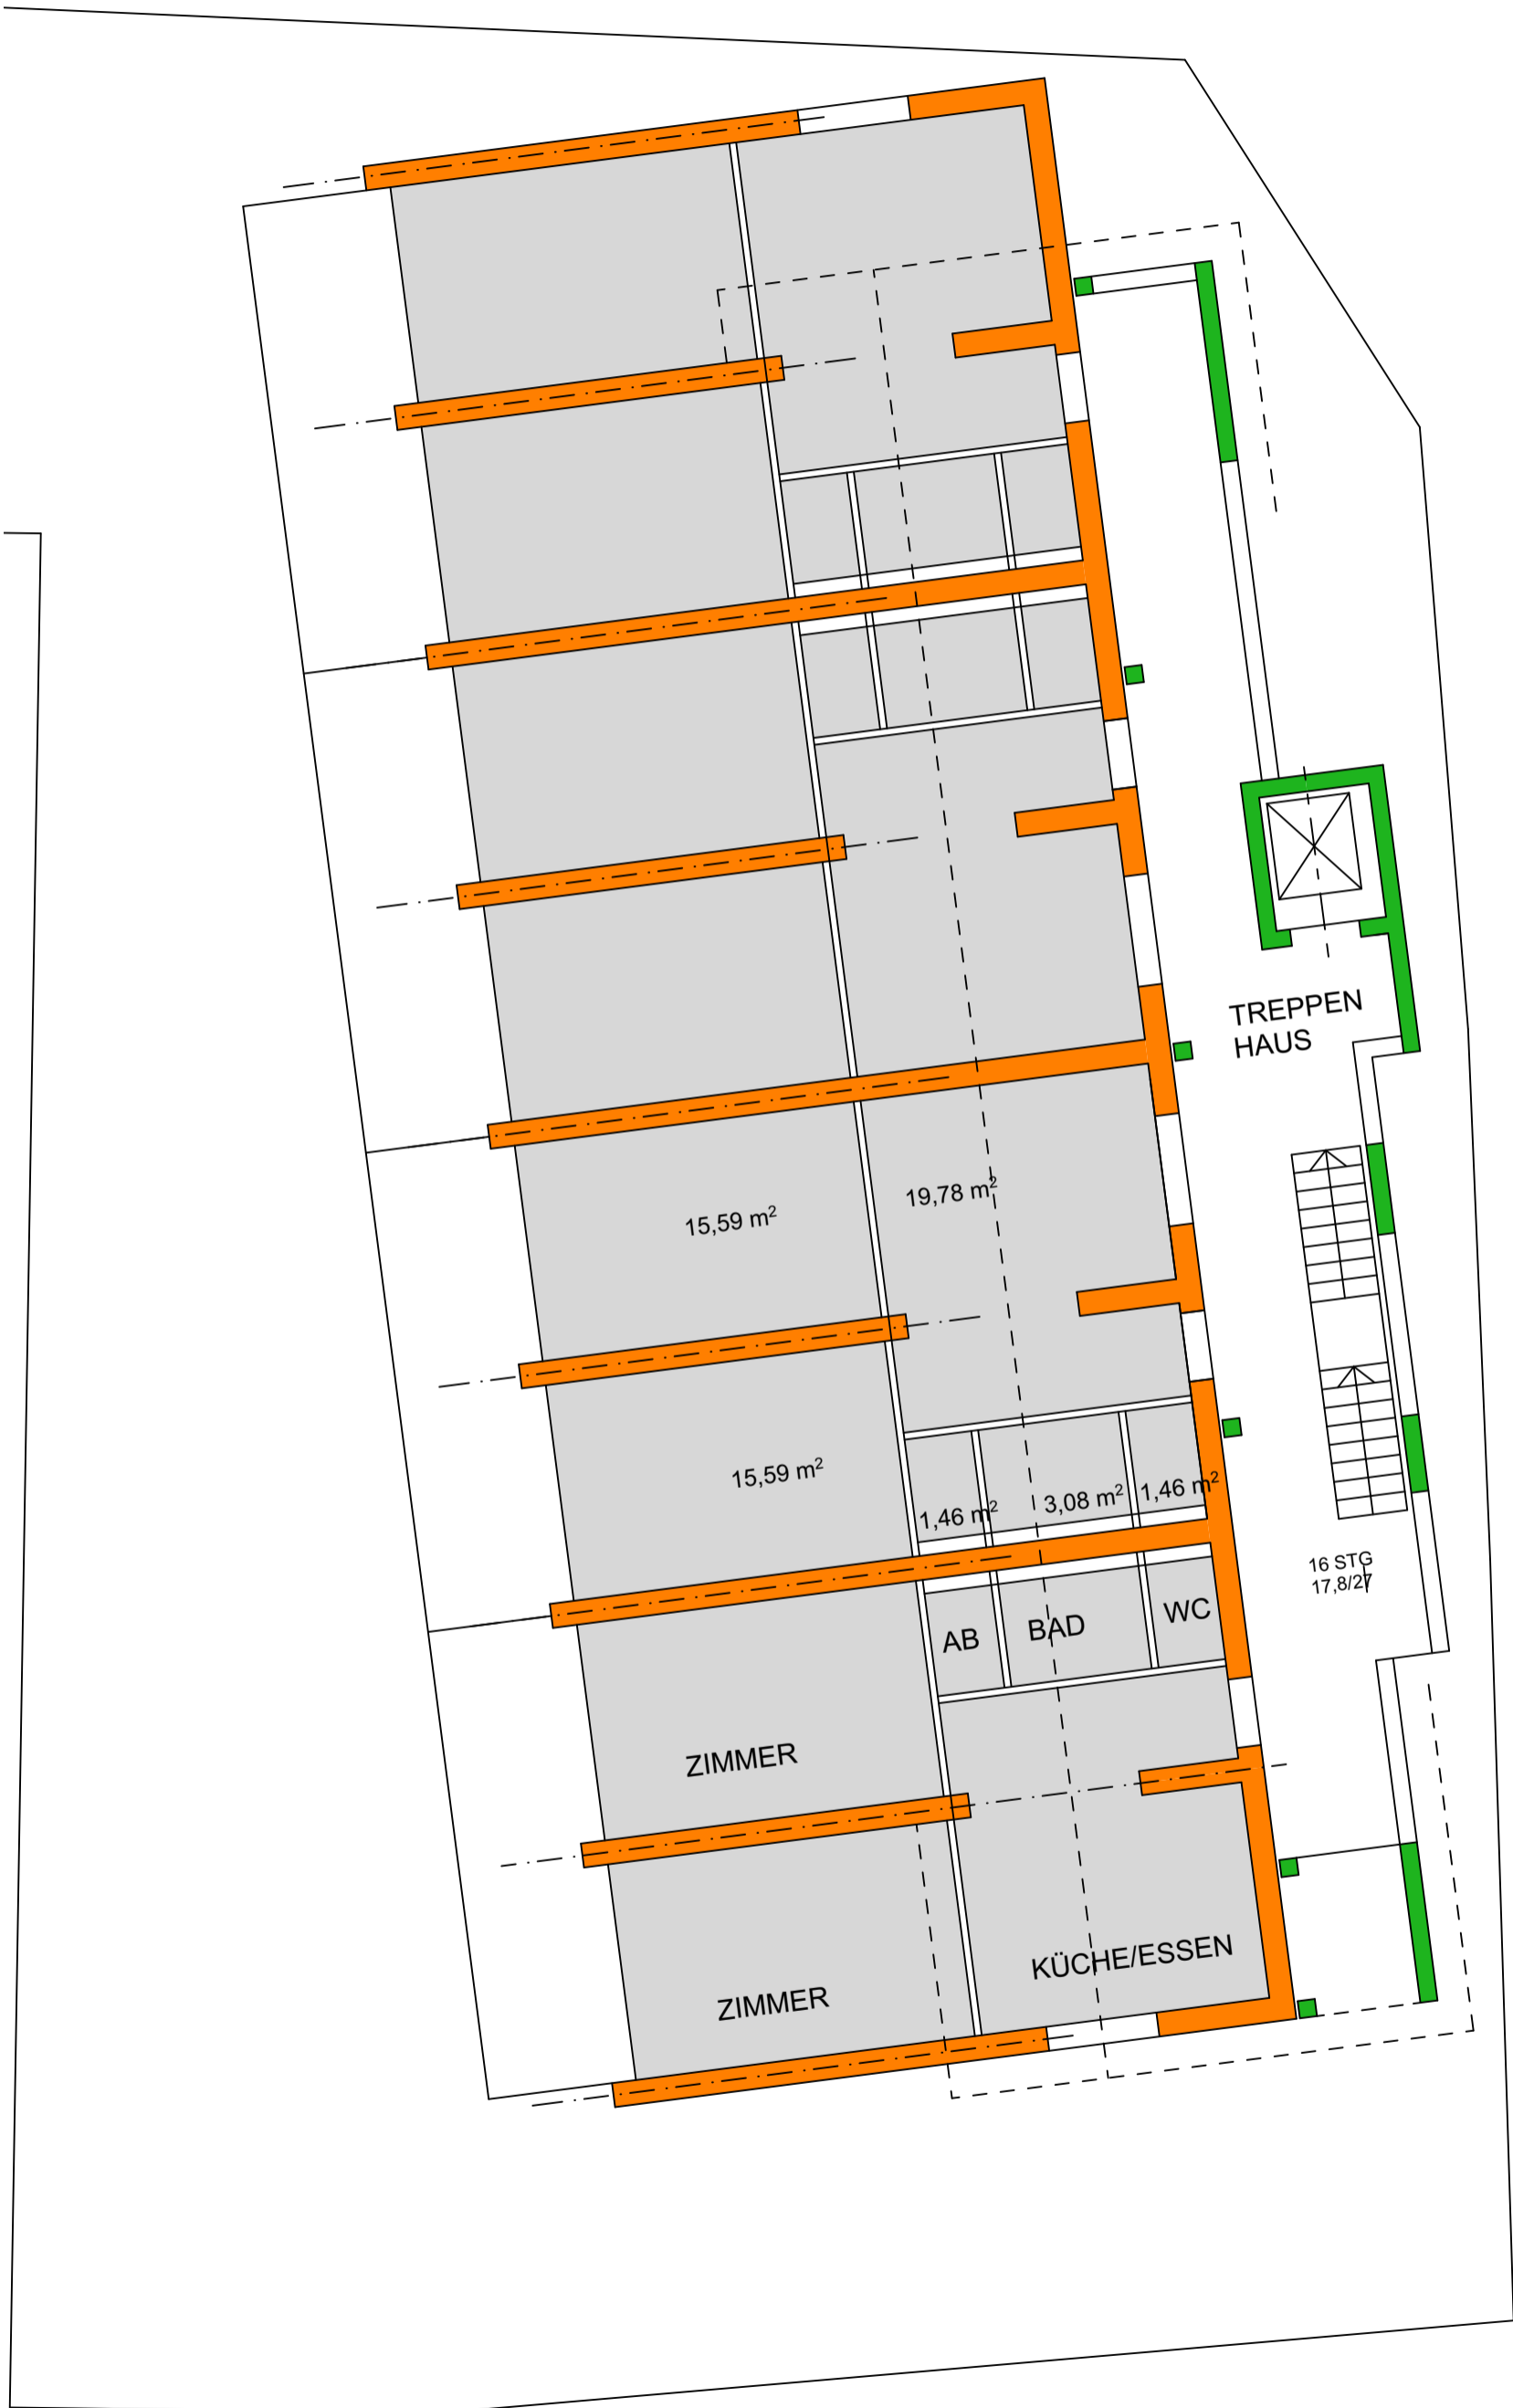 TREPPEN
HAUS
19,78 m²
15,59 m²
15,59 m²
1,46 m²
3,08 m²
1,46 m²
16 STG
17,8/27
AB
BAD
WC
ZIMMER
KÜCHE/ESSEN
ZIMMER